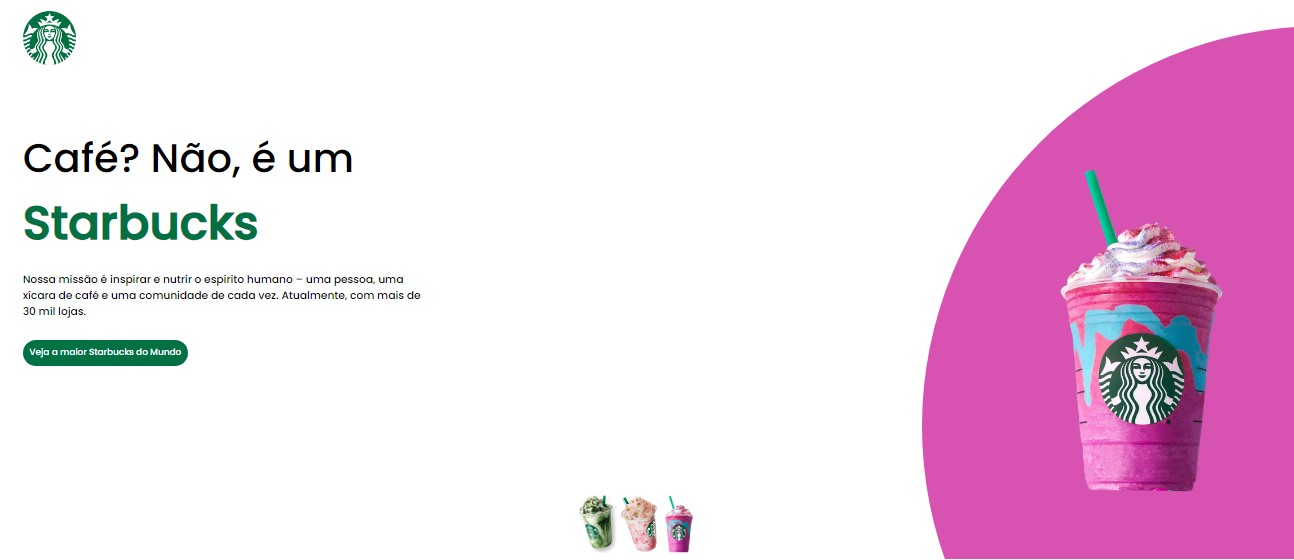 Café? Não, é um
Starbucks
Nossa missão é inspirar e nutrir o espírito humano – uma pessoa, uma
xícara de café e uma comunidade de cada vez. Atualmente, com mais de
30 mil lojas.
Veja a maior Starbucks do Mundo